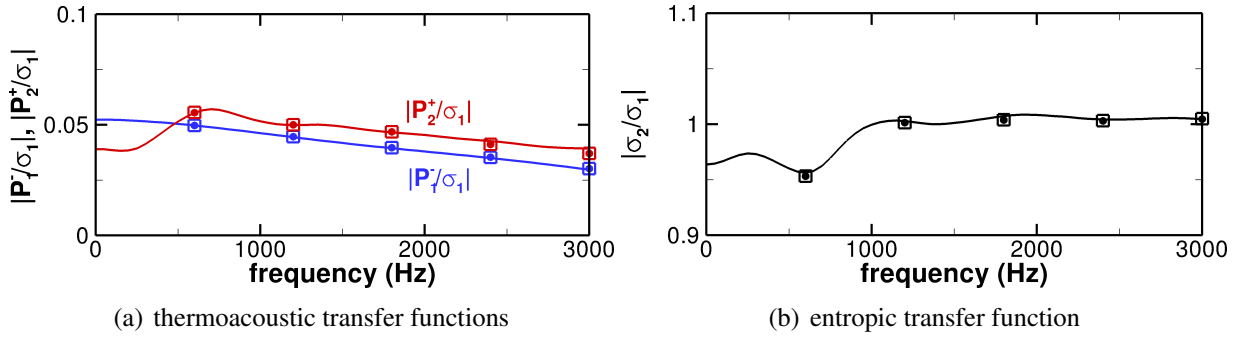 0.1
0.05
0
0
1000
2000
3000
frequency (Hz)
|P₁⁻/σ₁|, |P₂⁺/σ₁|
|P₂⁺/σ₁|
|P₁⁻/σ₁|
(a) thermoacoustic transfer functions
1.1
1
0.9
0
1000
2000
3000
frequency (Hz)
|σ₂/σ₁|
(b) entropic transfer function